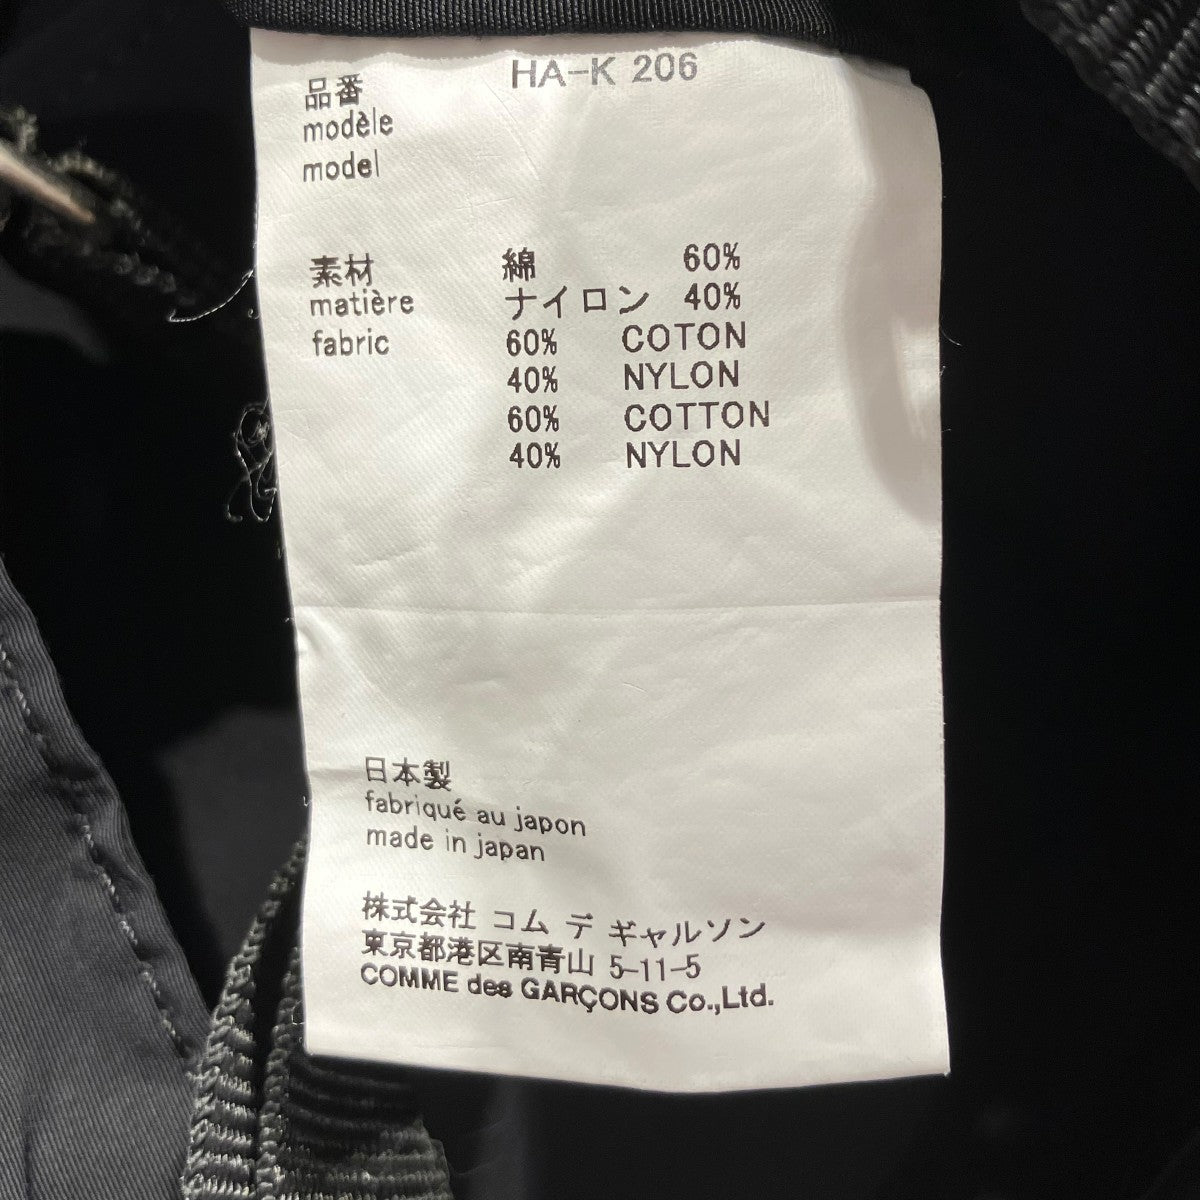 品番 HA-K 206
modèle
model
素材 綿 60%
matière ナイロン 40%
fabric 60% COTON
40% NYLON
60% COTTON
40% NYLON
日本製
fabriqué au japon
made in japan
株式会社 コム デ ギャルソン
東京都港区南青山 5-11-5
COMME des GARÇONS Co.,Ltd.